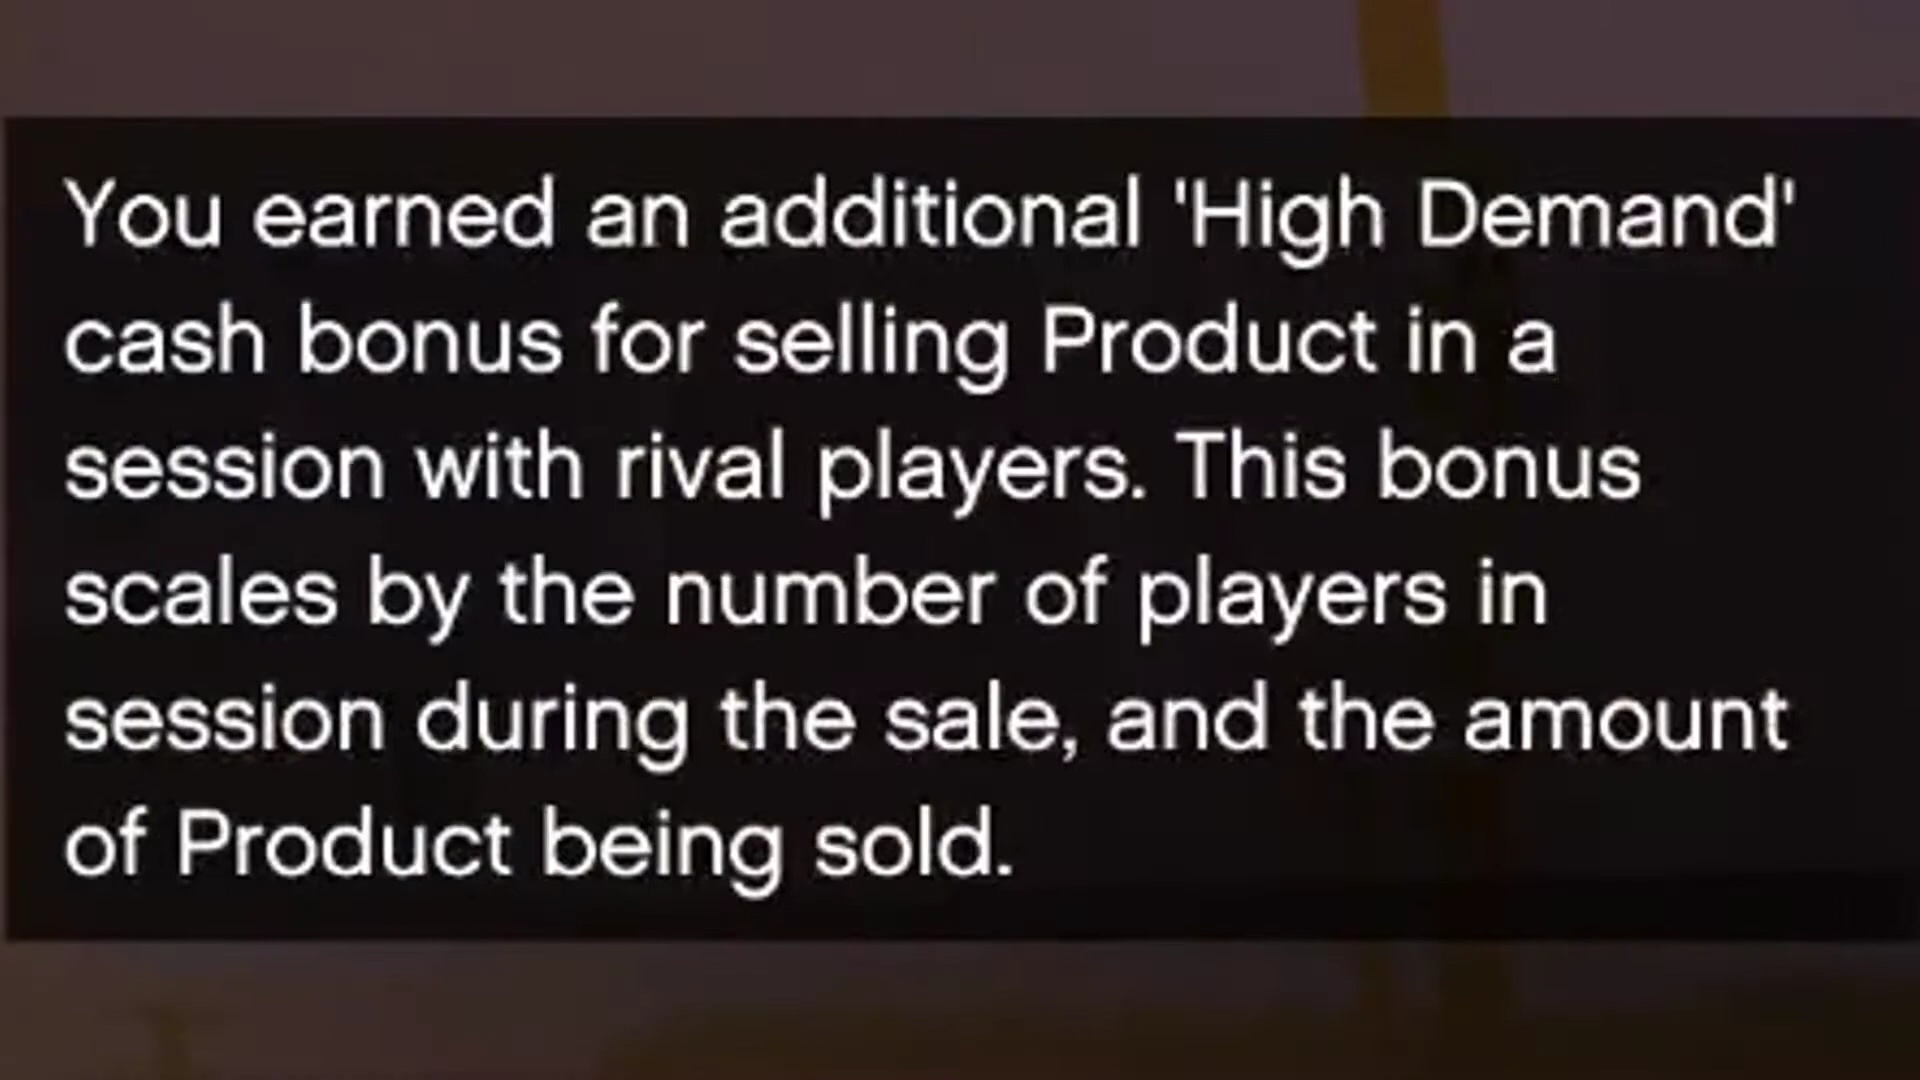 You earned an additional 'High Demand'
cash bonus for selling Product in a
session with rival players. This bonus
scales by the number of players in
session during the sale, and the amount
of Product being sold.